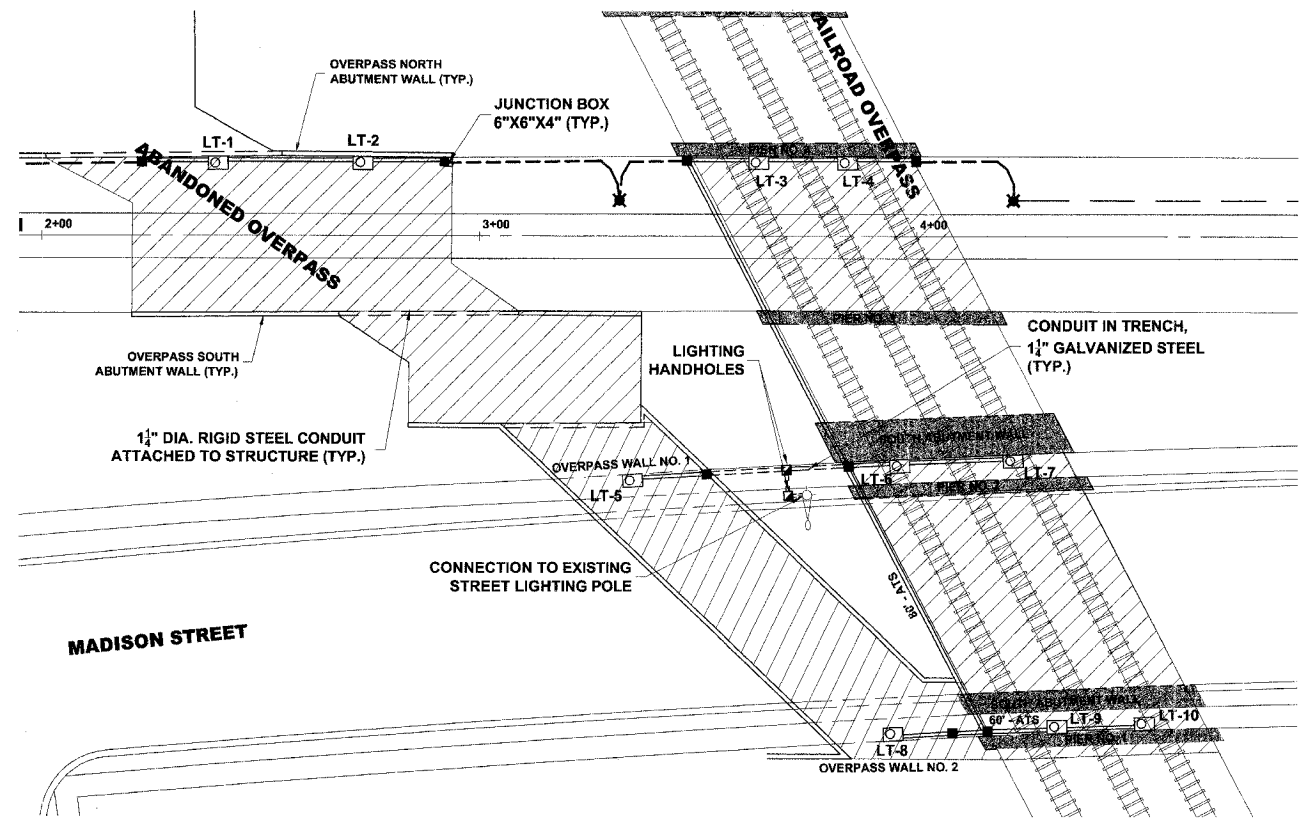 RAILROAD OVERPASS
OVERPASS NORTH
ABUTMENT WALL (TYP.)
JUNCTION BOX
6"X6"X4" (TYP.)
LT-1
LT-2
ABANDONED OVERPASS
LT-3
LT-4
2+00
3+00
4+00
OVERPASS SOUTH
ABUTMENT WALL (TYP.)
LIGHTING
HANDHOLES
CONDUIT IN TRENCH,
1 1/4" GALVANIZED STEEL
(TYP.)
1 1/4" DIA. RIGID STEEL CONDUIT
ATTACHED TO STRUCTURE (TYP.)
SOUTH ABUTMENT WALL
OVERPASS WALL NO. 1
LT-5
LT-6
LT-7
PIER NO. 2
CONNECTION TO EXISTING
STREET LIGHTING POLE
80' - ATS
MADISON STREET
SOUTH ABUTMENT WALL
60' - ATS
LT-9
LT-10
LT-8
PIER NO. 1
OVERPASS WALL NO. 2